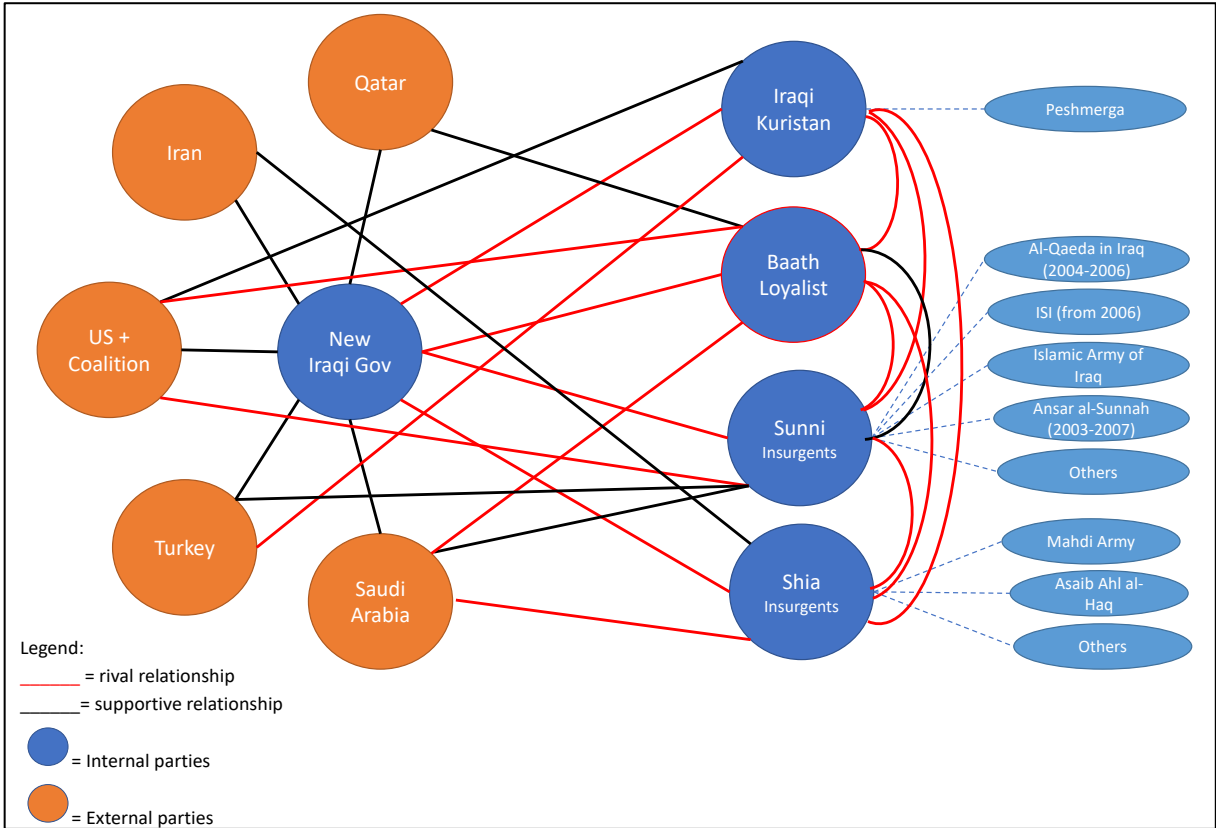 Qatar
Iran
US +
Coalition
New
Iraqi Gov
Turkey
Saudi
Arabia
Iraqi
Kuristan
Baath
Loyalist
Sunni
Insurgents
Shia
Insurgents
Peshmerga
Al-Qaeda in Iraq
(2004-2006)
ISI (from 2006)
Islamic Army of
Iraq
Ansar al-Sunnah
(2003-2007)
Others
Mahdi Army
Asaib Ahl al-
Haq
Others
Legend:
______ = rival relationship
______= supportive relationship
= Internal parties
= External parties